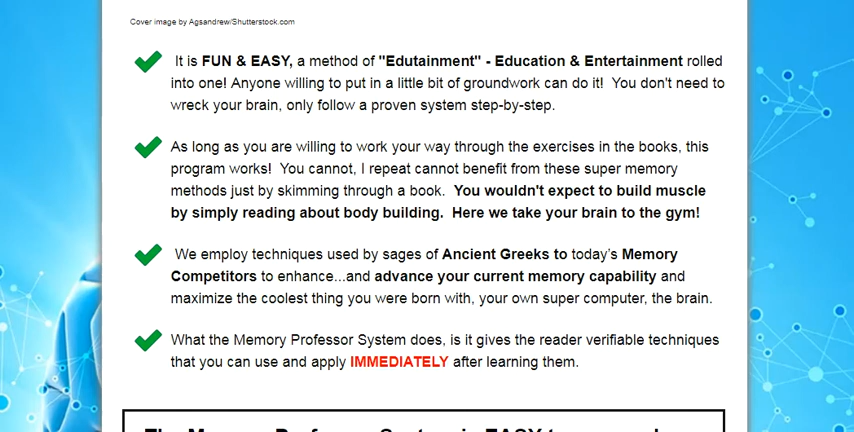 Cover image by Agsandrew/Shutterstock.com
It is FUN & EASY, a method of "Edutainment" - Education & Entertainment rolled
into one! Anyone willing to put in a little bit of groundwork can do it!  You don't need to
wreck your brain, only follow a proven system step-by-step.
As long as you are willing to work your way through the exercises in the books, this
program works!  You cannot, I repeat cannot benefit from these super memory
methods just by skimming through a book.  You wouldn't expect to build muscle
by simply reading about body building.  Here we take your brain to the gym!
We employ techniques used by sages of Ancient Greeks to today's Memory
Competitors to enhance...and advance your current memory capability and
maximize the coolest thing you were born with, your own super computer, the brain.
What the Memory Professor System does, is it gives the reader verifiable techniques
that you can use and apply IMMEDIATELY after learning them.